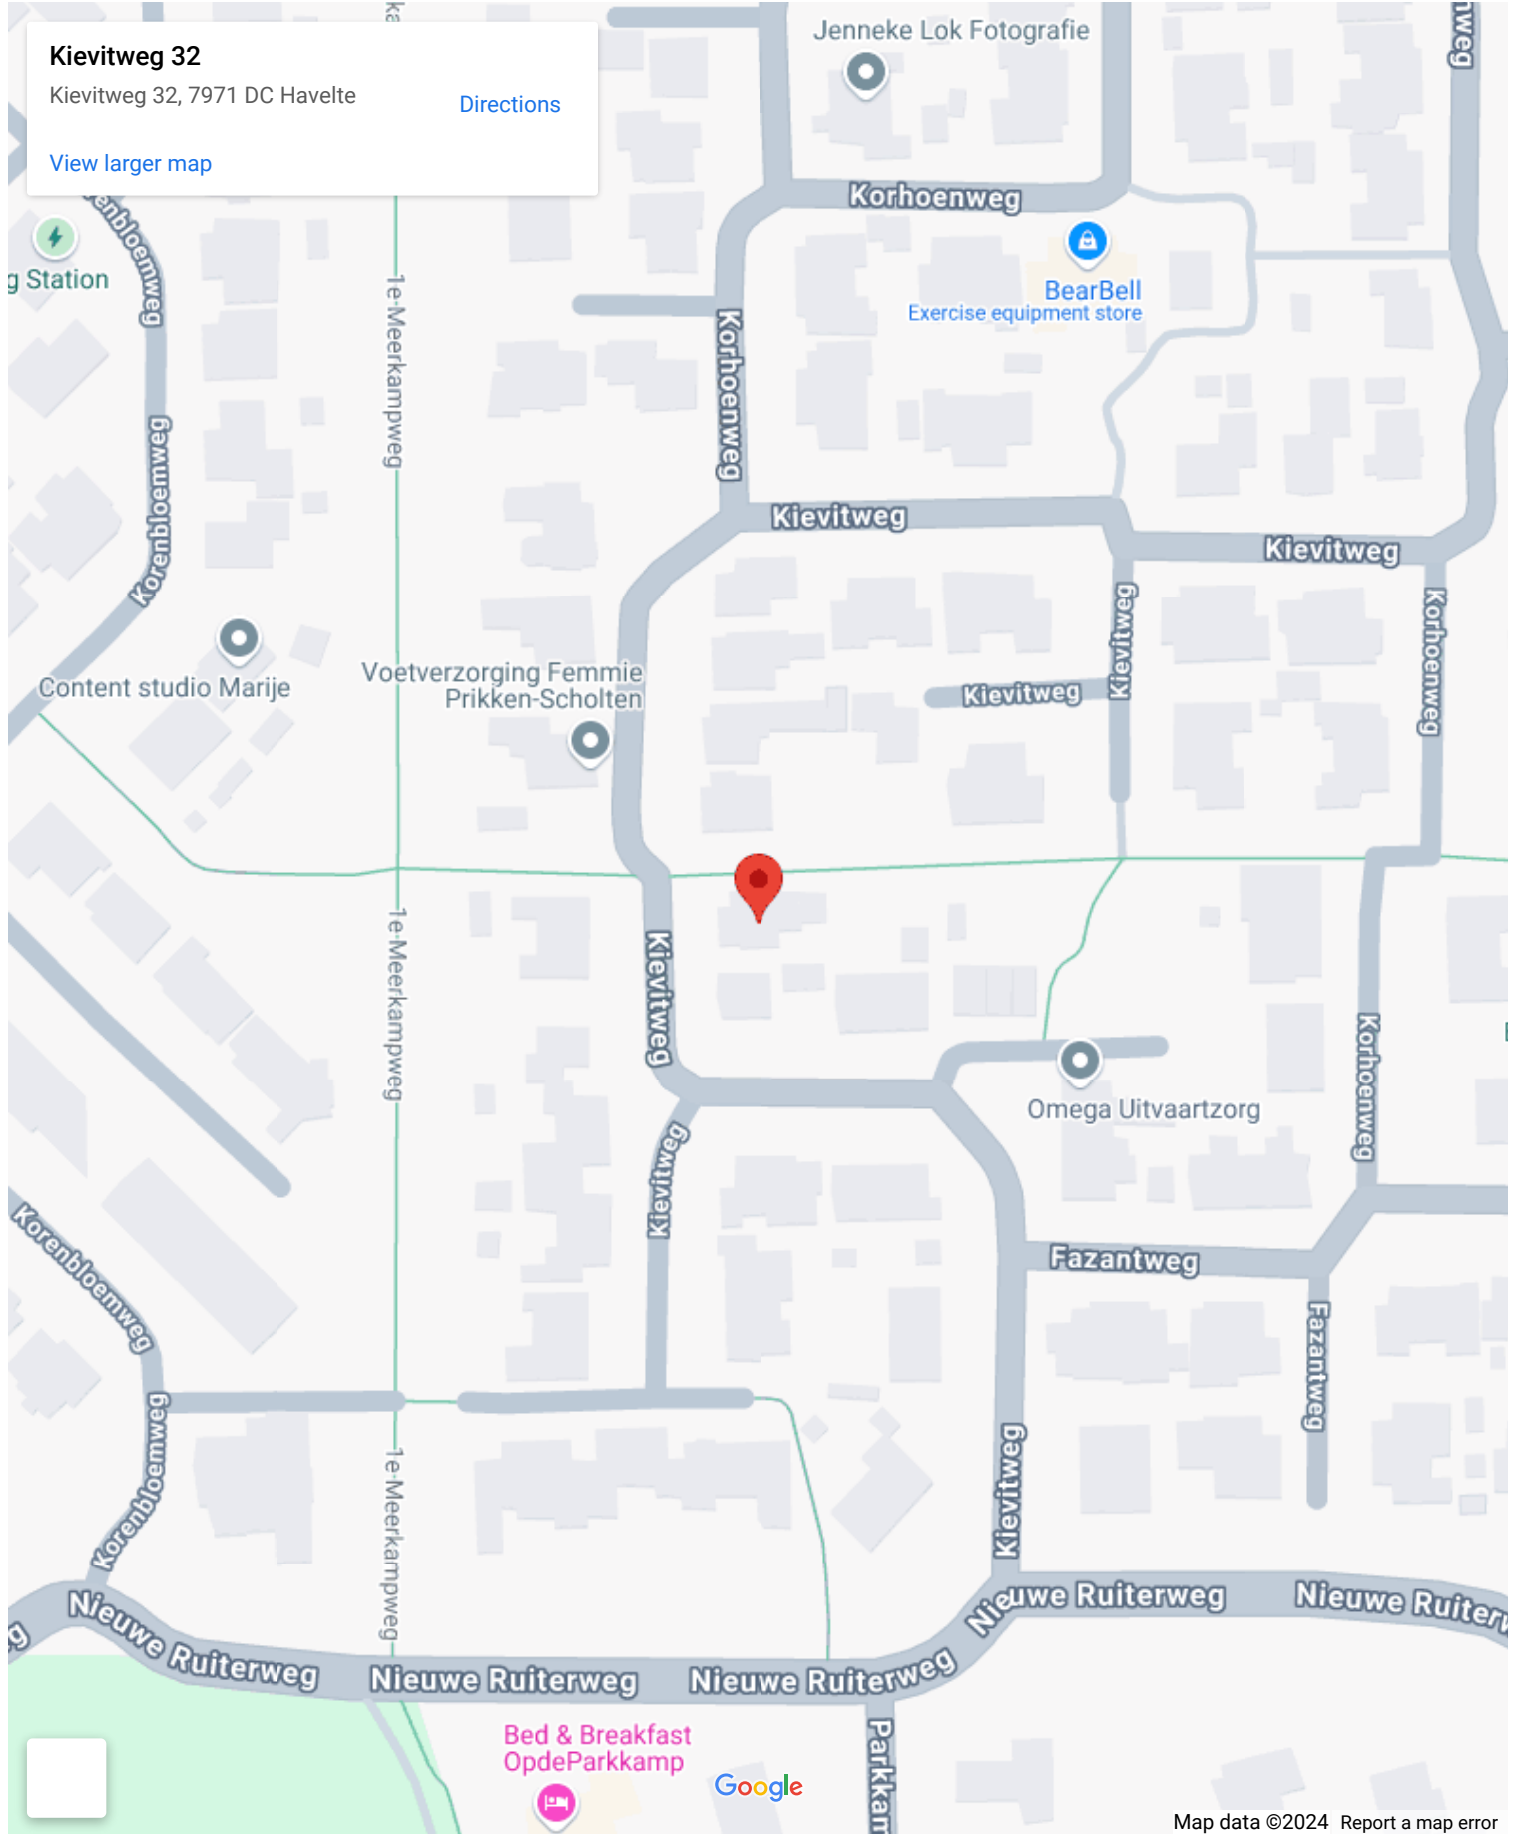 Kievitweg 32
Kievitweg 32, 7971 DC Havelte
Directions
View larger map
Jenneke Lok Fotografie
Korhoenweg
g Station
BearBell
Exercise equipment store
1e-Meerkampweg
Korhoenweg
Korenbloemweg
Kievitweg
Kievitweg
Kievitweg
Korhoenweg
Voetverzorging Femmie
Prikken-Scholten
Content studio Marije
Kievitweg
1e-Meerkampweg
Kievitweg
Korhoenweg
Omega Uitvaartzorg
Kievitweg
Korenbloemweg
Fazantweg
Fazantweg
Korenbloemweg
Kievitweg
1e-Meerkampweg
Nieuwe Ruiterweg
Nieuwe Ruiterweg
Nieuwe Ruiterweg
Nieuwe Ruiterweg
Bed & Breakfast
OpdeParkkamp
Google
Map data ©2024
Report a map error